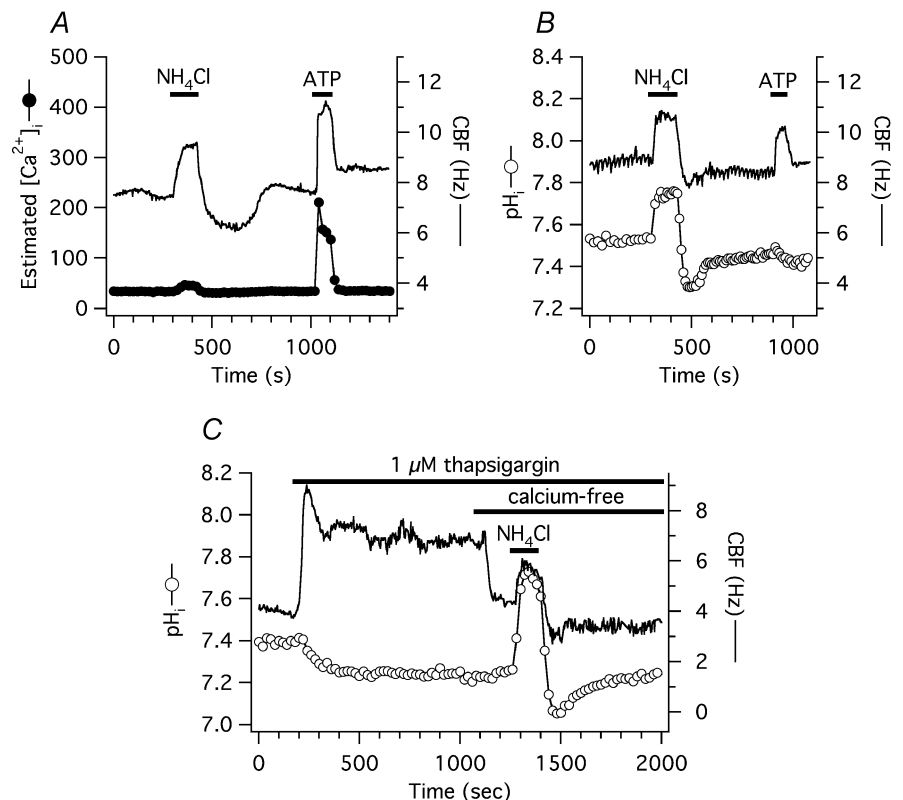 A
500
400
300
200
100
0
Estimated [Ca²⁺]ᵢ
NH₄Cl
ATP
12
10
8
6
4
CBF (Hz)
0
500
1000
Time (s)
B
8.4
8.2
8.0
7.8
7.6
7.4
7.2
pHᵢ
NH₄Cl
ATP
12
10
8
6
4
CBF (Hz)
0
500
1000
Time (s)
C
1 µM thapsigargin
calcium-free
NH₄Cl
8.2
8.0
7.8
7.6
7.4
7.2
7.0
pHᵢ
8
6
4
2
0
CBF (Hz)
0
500
1000
1500
2000
Time (sec)